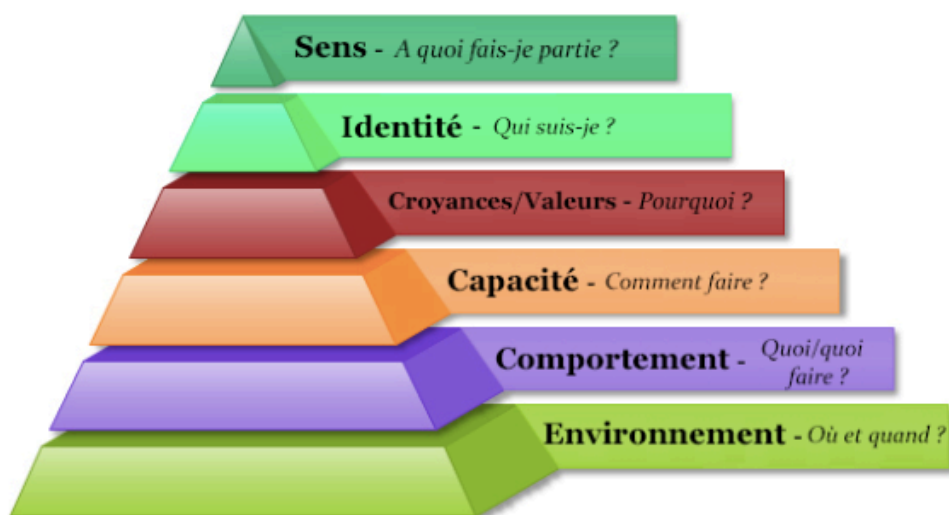 Sens - A quoi fais-je partie ?
Identité - Qui suis-je ?
Croyances/Valeurs - Pourquoi ?
Capacité - Comment faire ?
Comportement - Quoi/quoi
faire ?
Environnement - Où et quand ?